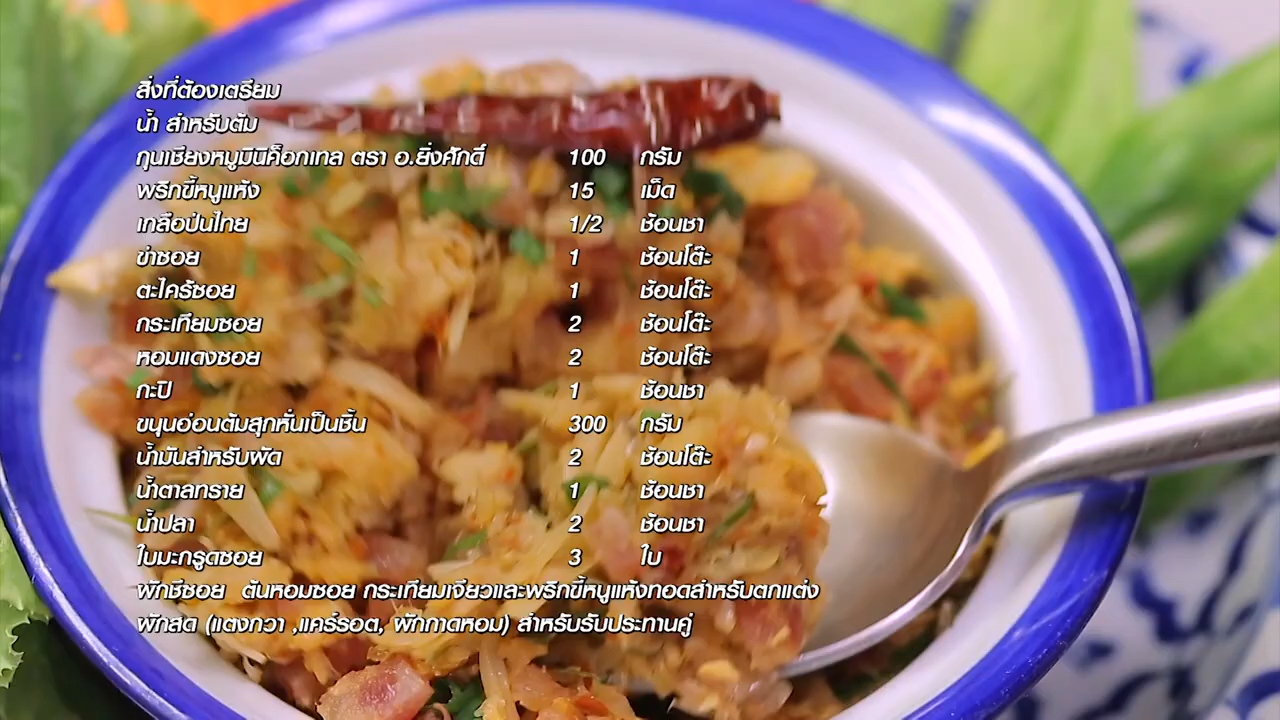 สิ่งที่ต้องเตรียม
น้ำ สำหรับต้ม
กุนเชียงหมูมินิค็อกเทล ตรา อ.ยิ่งศักดิ์ 100 กรัม
พริกขี้หนูแห้ง 15 เม็ด
เกลือป่นไทย 1/2 ช้อนชา
ข่าซอย 1 ช้อนโต๊ะ
ตะไคร้ซอย 1 ช้อนโต๊ะ
กระเทียมซอย 2 ช้อนโต๊ะ
หอมแดงซอย 2 ช้อนโต๊ะ
กะปิ 1 ช้อนชา
ขนุนอ่อนต้มสุกหั่นเป็นชิ้น 300 กรัม
น้ำมันสำหรับผัด 2 ช้อนโต๊ะ
น้ำตาลทราย 1 ช้อนชา
น้ำปลา 2 ช้อนชา
ใบมะกรูดซอย 3 ใบ
ผักชีซอย ต้นหอมซอย กระเทียมเจียวและพริกขี้หนูแห้งทอดสำหรับตกแต่ง
ผักสด (แตงกวา ,แคร์รอต, ผักกาดหอม) สำหรับรับประทานคู่